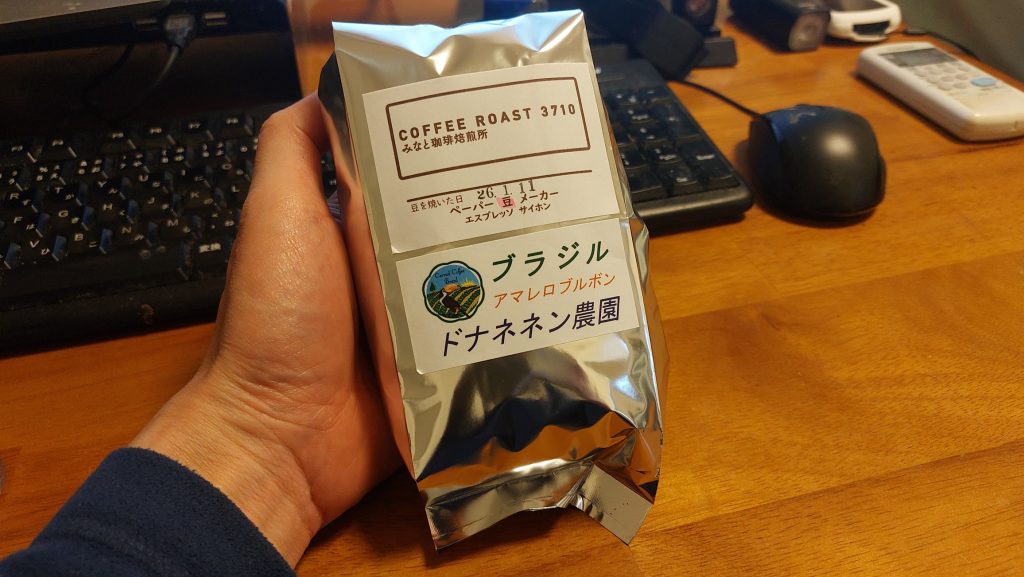 COFFEE ROAST 3710
みなと珈琲焙煎所
豆を焼いた日 26.1.11
ペーパー 豆 メーカー
エスプレッソ サイホン
ブラジル
アマレロブルボン
ドナネネン農園
変換